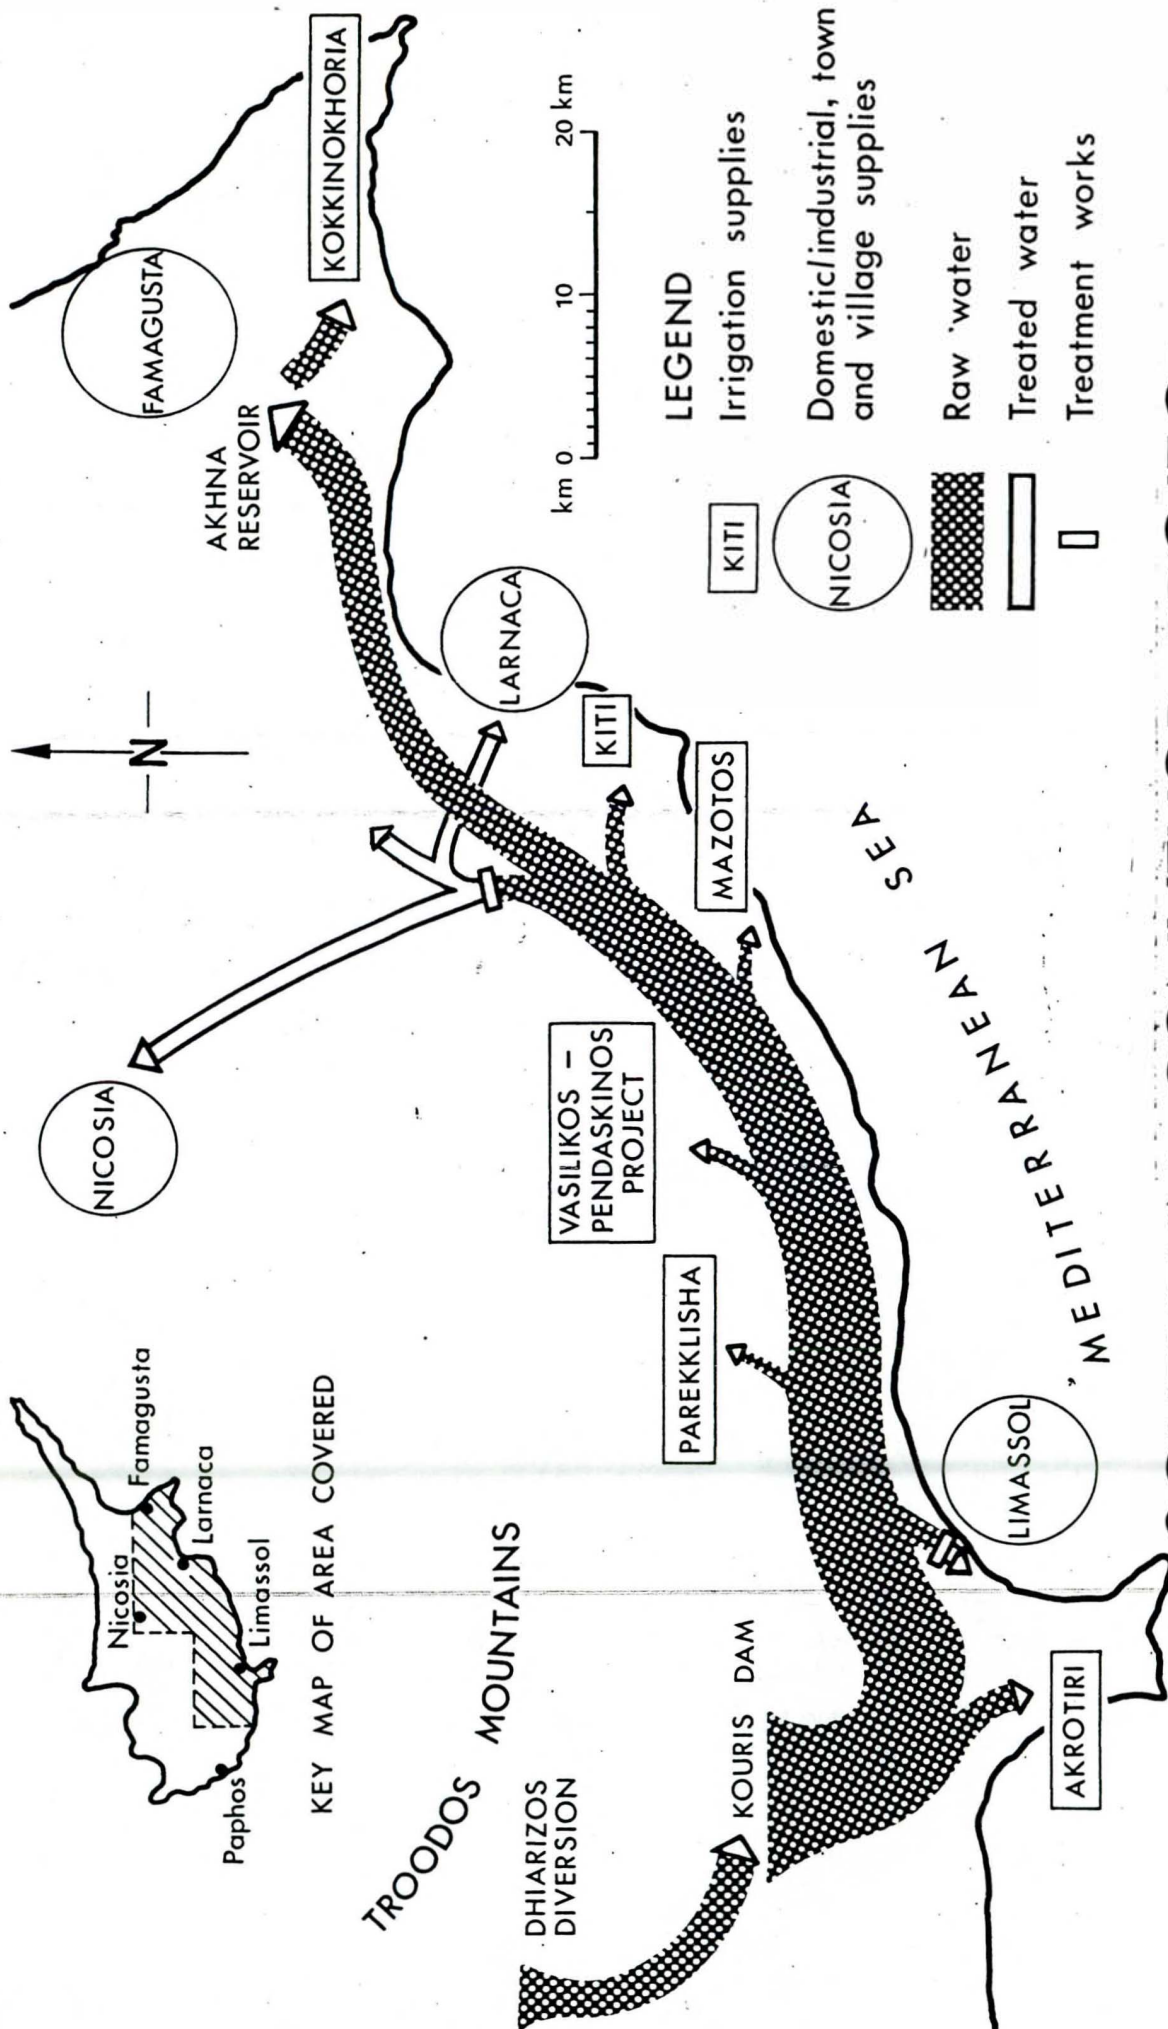 Nicosia
Famagusta
Larnaca
Limassol
Paphos
KEY MAP OF AREA COVERED
N
NICOSIA
FAMAGUSTA
AKHNA
RESERVOIR
KOKKINOKHORIA
TROODOS MOUNTAINS
DHIARIZOS
DIVERSION
KOURIS DAM
VASILIKOS –
PENDASKINOS
PROJECT
PAREKKLISHA
LARNACA
KITI
MAZOTOS
LIMASSOL
AKROTIRI
MEDITERRANEAN SEA
km 0 10 20 km
LEGEND
KITI Irrigation supplies
NICOSIA Domestic/industrial, town
and village supplies
Raw water
Treated water
Treatment works